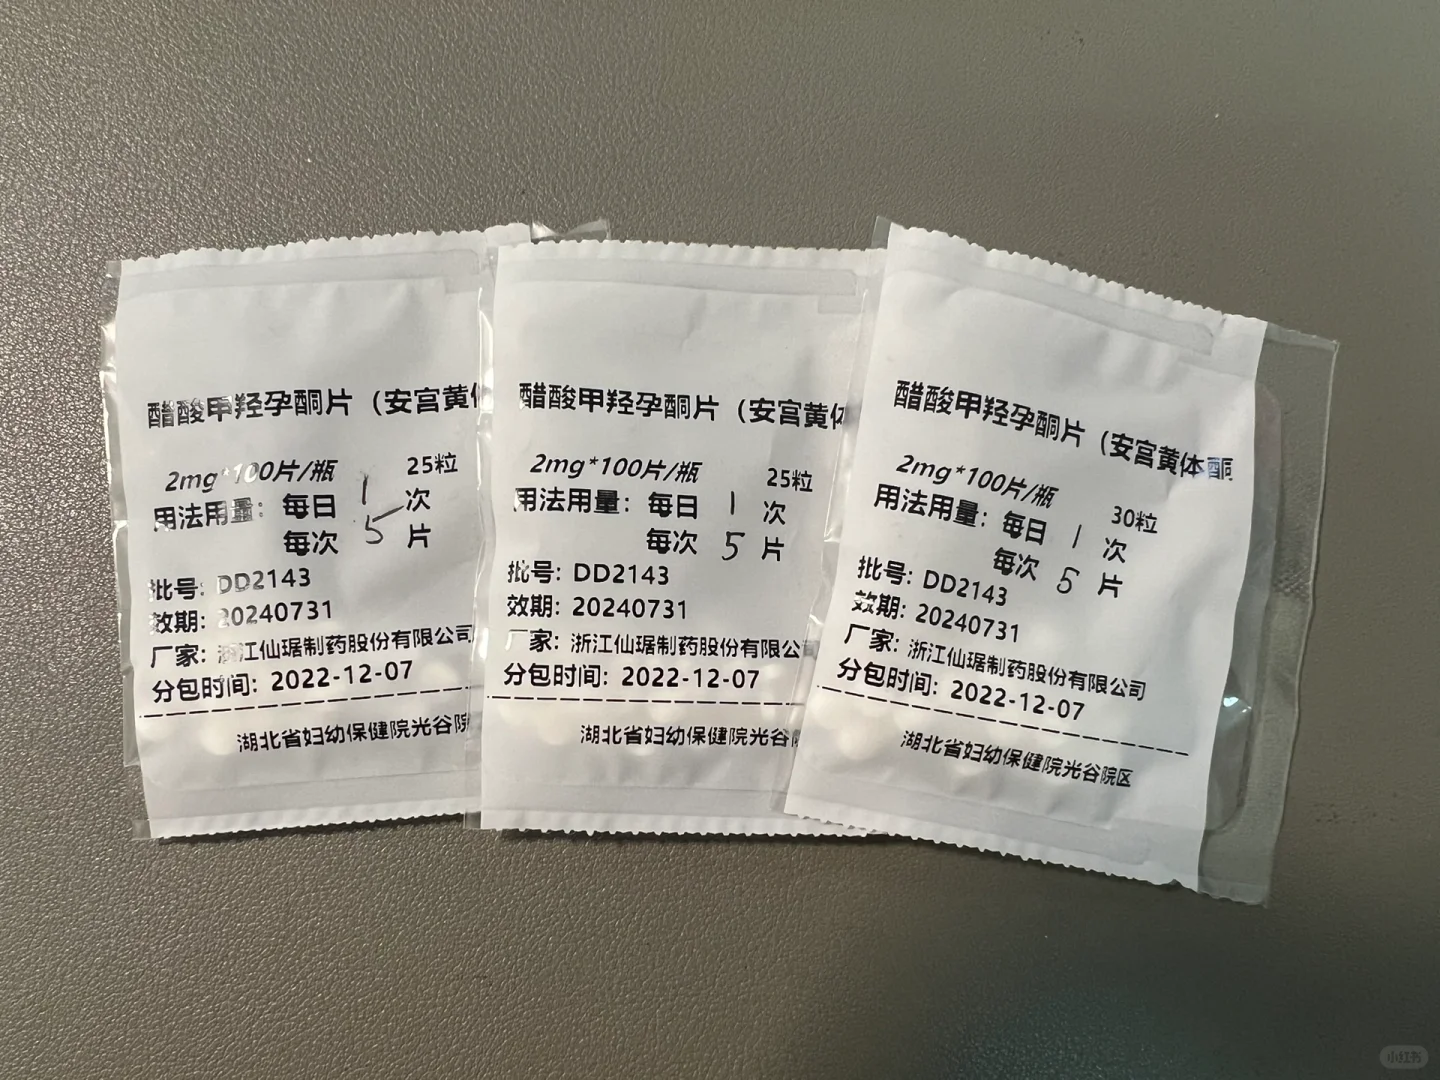 醋酸甲羟孕酮片（安宫黄体
2mg*100片/瓶 25粒
用法用量：每日 1 次
每次 5 片
批号: DD2143
效期: 20240731
厂家: 浙江仙琚制药股份有限公司
分包时间: 2022-12-07
湖北省妇幼保健院光谷院
醋酸甲羟孕酮片（安宫黄体
2mg*100片/瓶 25粒
用法用量：每日 1 次
每次 5 片
批号: DD2143
效期: 20240731
厂家: 浙江仙琚制药股份有限公
分包时间: 2022-12-07
湖北省妇幼保健院光谷院
醋酸甲羟孕酮片（安宫黄体酮
2mg*100片/瓶 30粒
用法用量：每日 1 次
每次 5 片
批号: DD2143
效期: 20240731
厂家: 浙江仙琚制药股份有限公司
分包时间: 2022-12-07
湖北省妇幼保健院光谷院区
小红书